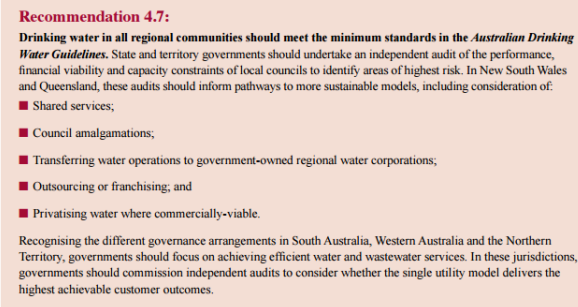 Recommendation 4.7:
Drinking water in all regional communities should meet the minimum standards in the Australian Drinking
Water Guidelines. State and territory governments should undertake an independent audit of the performance,
financial viability and capacity constraints of local councils to identify areas of highest risk. In New South Wales
and Queensland, these audits should inform pathways to more sustainable models, including consideration of:
■ Shared services;
■ Council amalgamations;
■ Transferring water operations to government-owned regional water corporations;
■ Outsourcing or franchising; and
■ Privatising water where commercially-viable.
Recognising the different governance arrangements in South Australia, Western Australia and the Northern
Territory, governments should focus on achieving efficient water and wastewater services. In these jurisdictions,
governments should commission independent audits to consider whether the single utility model delivers the
highest achievable customer outcomes.